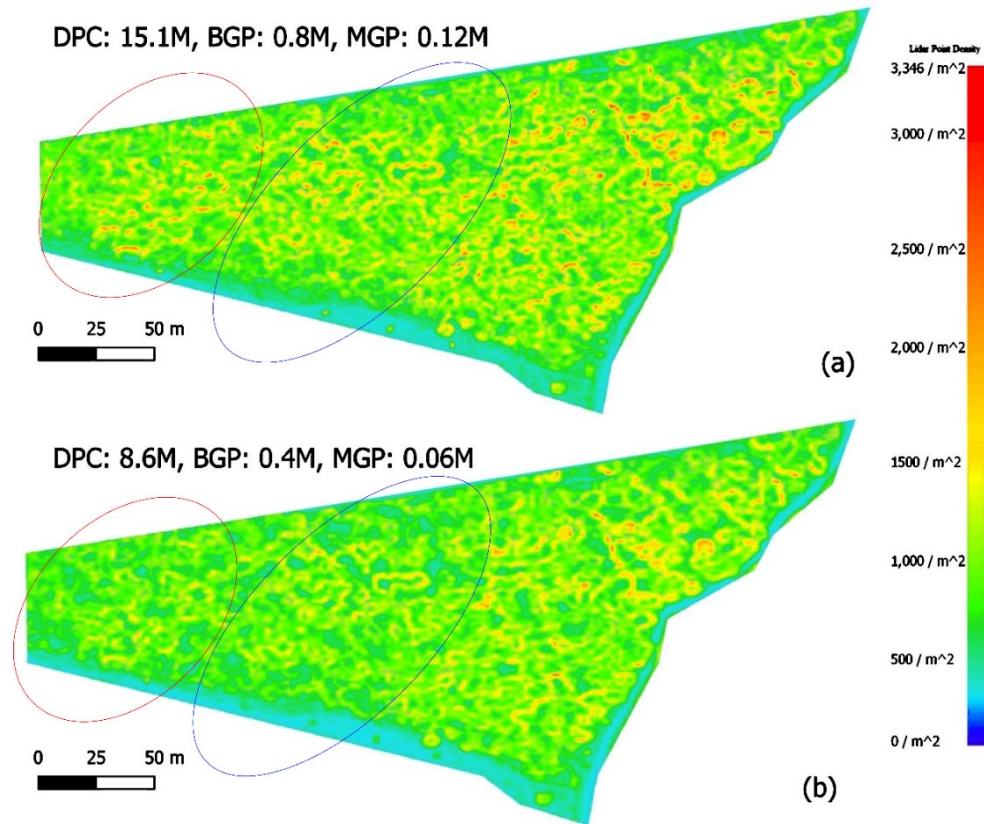 DPC: 15.1M, BGP: 0.8M, MGP: 0.12M
0 25 50 m
(a)
DPC: 8.6M, BGP: 0.4M, MGP: 0.06M
0 25 50 m
(b)
Lidar Point Density
3,346 / m^2
3,000 / m^2
2,500 / m^2
2,000 / m^2
1500 / m^2
1,000 / m^2
500 / m^2
0 / m^2